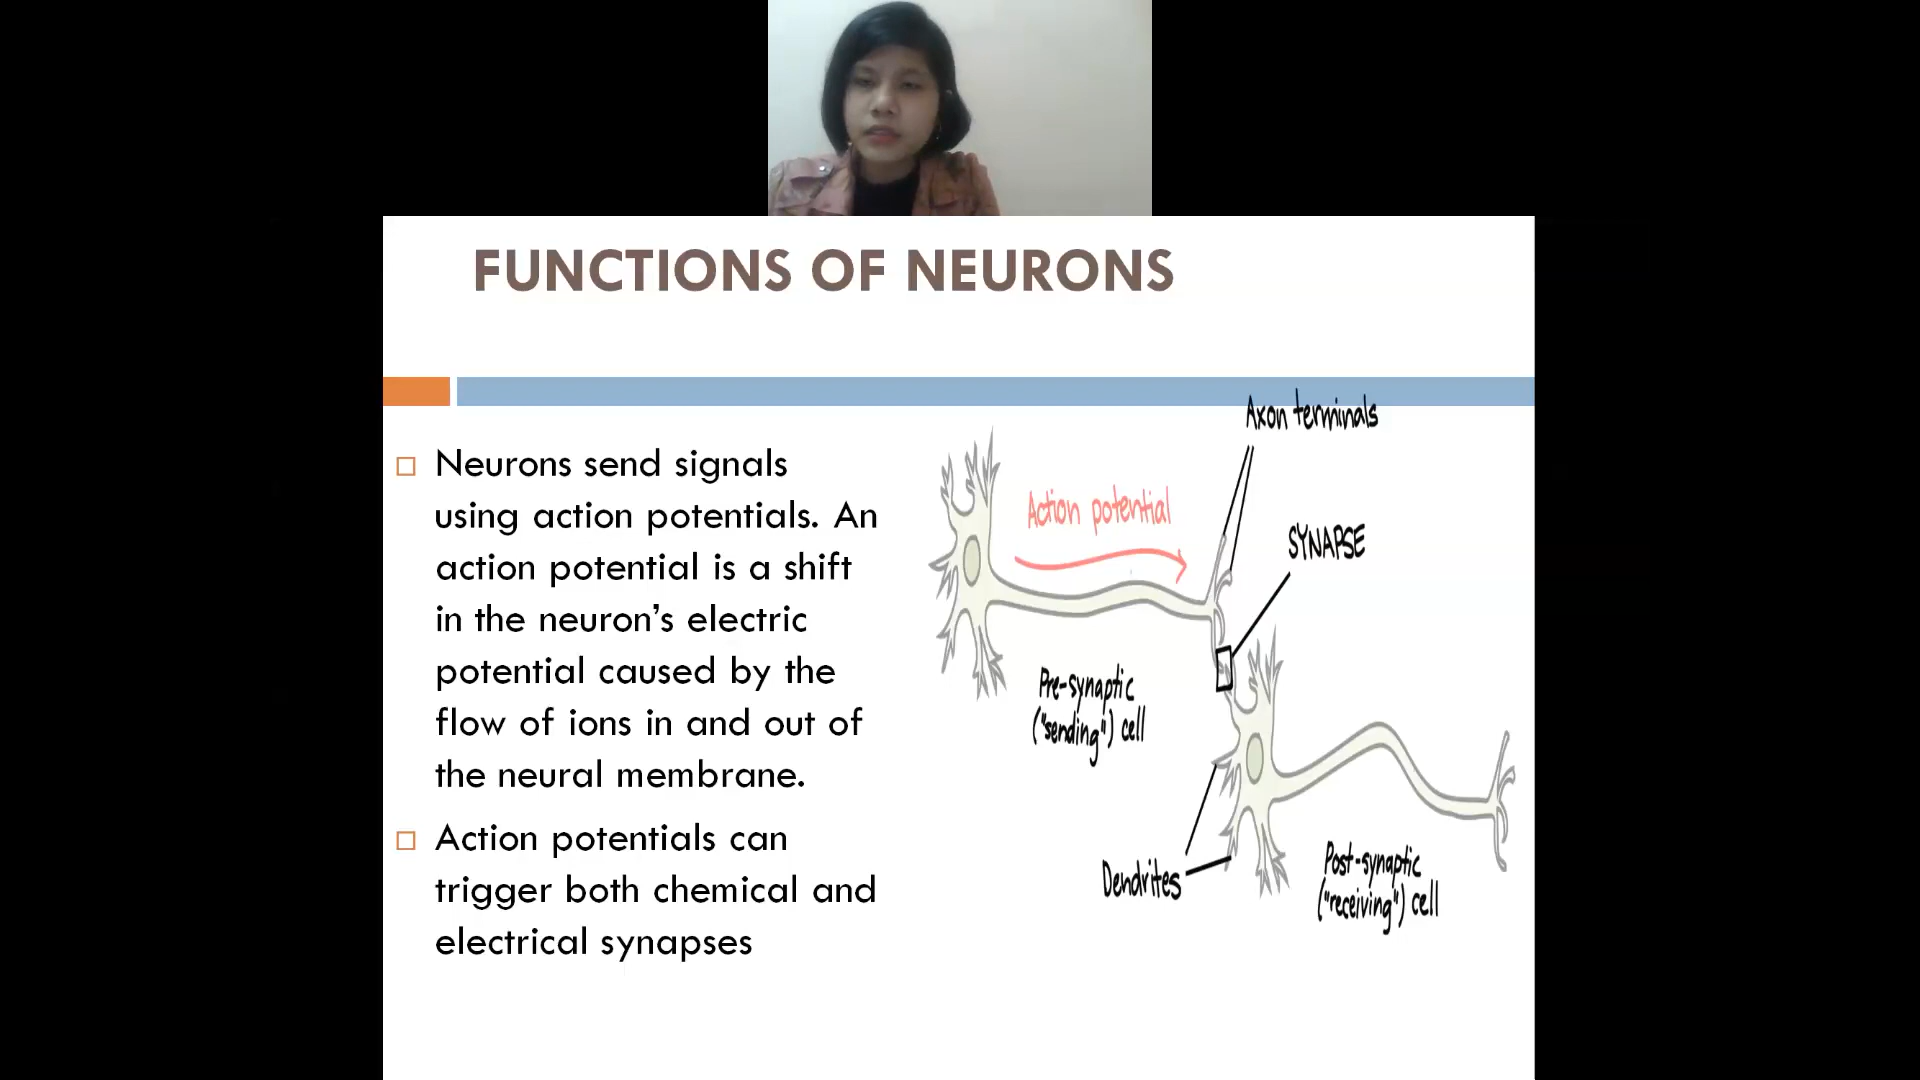 FUNCTIONS OF NEURONS
Neurons send signals
using action potentials. An
action potential is a shift
in the neuron’s electric
potential caused by the
flow of ions in and out of
the neural membrane.
Action potentials can
trigger both chemical and
electrical synapses
Axon terminals
Action potential
SYNAPSE
Pre-synaptic
("sending") cell
Dendrites
Post-synaptic
("receiving") cell